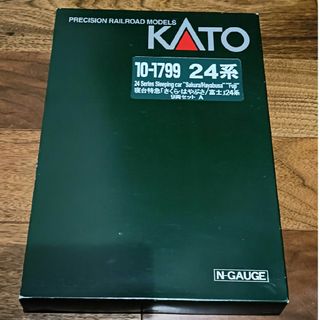 PRECISION RAILROAD MODELS
KATO
10-1799 24系
24 Series Sleeping car "Sakura/Hayabusa" "Fuji"
寝台特急「さくら・はやぶさ/富士」24系
9両セット A
N-GAUGE